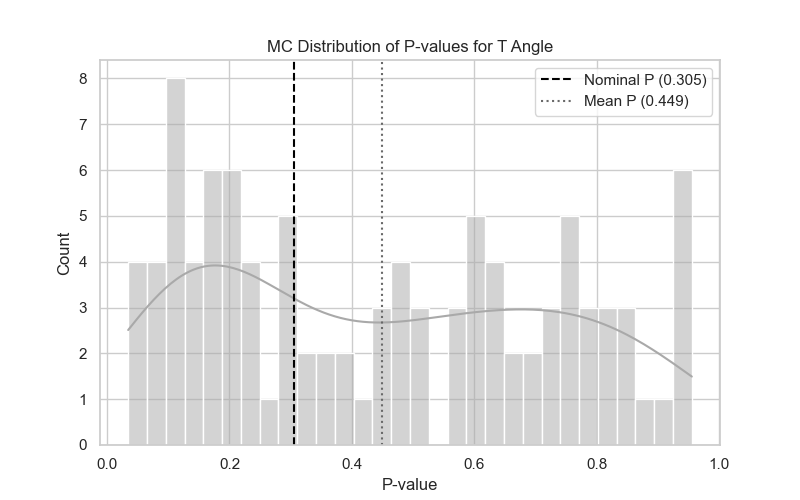 MC Distribution of P-values for T Angle
Nominal P (0.305)
Mean P (0.449)
8
7
6
5
4
3
2
1
0
Count
0.0 0.2 0.4 0.6 0.8 1.0
P-value